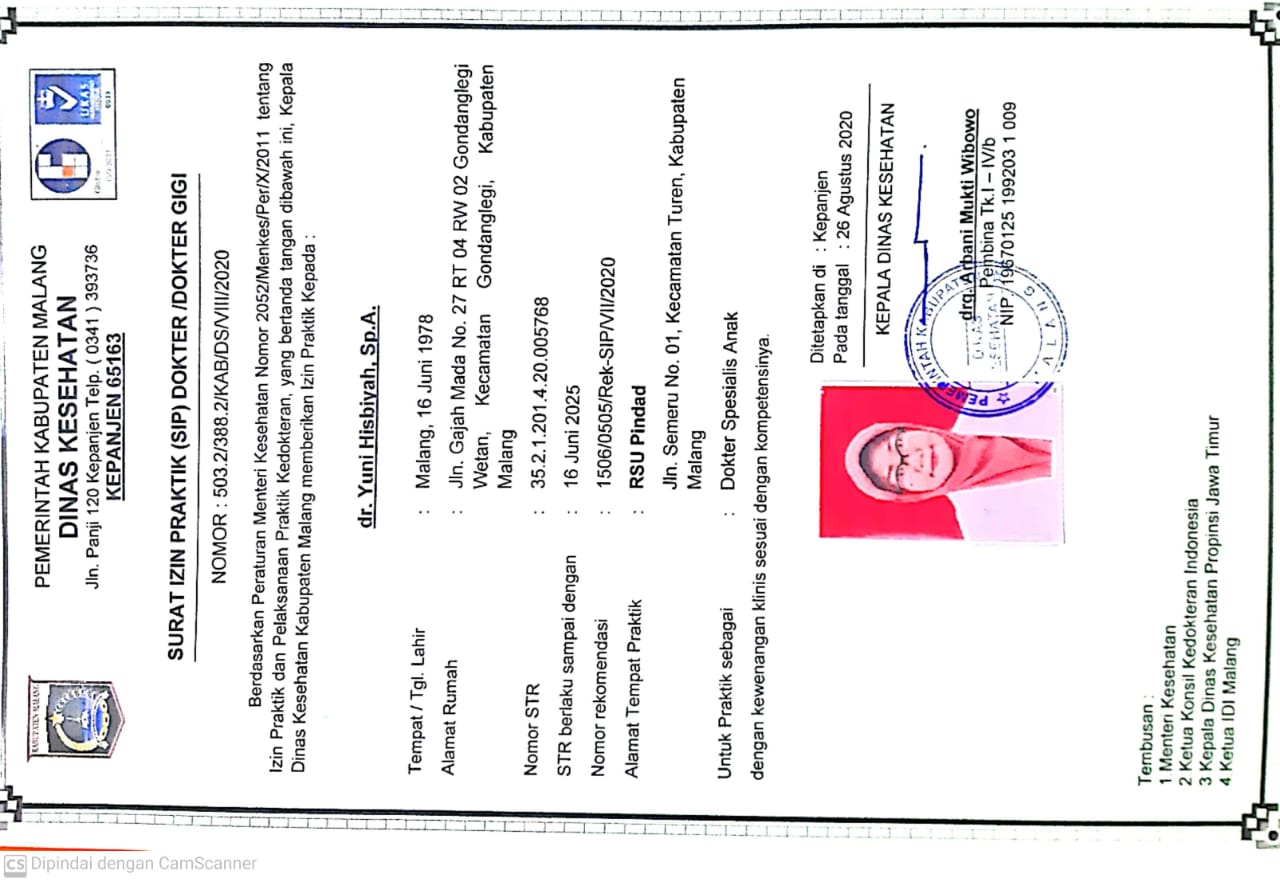 KABUPATEN MALANG
PEMERINTAH KABUPATEN MALANG
DINAS KESEHATAN
Jln. Panji 120 Kepanjen Telp. ( 0341 ) 393736
KEPANJEN 65163
UKAS
SURAT IZIN PRAKTIK (SIP) DOKTER /DOKTER GIGI
NOMOR : 503.2/388.2/KAB/DS/VIII/2020
Berdasarkan Peraturan Menteri Kesehatan Nomor 2052/Menkes/Per/X/2011 tentang
Izin Praktik dan Pelaksanaan Praktik Kedokteran, yang bertanda tangan dibawah ini, Kepala
Dinas Kesehatan Kabupaten Malang memberikan Izin Praktik Kepada :
dr. Yuni Hisbiyah, Sp.A.
Tempat / Tgl. Lahir : Malang, 16 Juni 1978
Alamat Rumah : Jln. Gajah Mada No. 27 RT 04 RW 02 Gondanglegi
Wetan, Kecamatan Gondanglegi, Kabupaten
Malang
Nomor STR : 35.2.1.201.4.20.005768
STR berlaku sampai dengan : 16 Juni 2025
Nomor rekomendasi : 1506/0505/Rek-SIP/VII/2020
Alamat Tempat Praktik : RSU Pindad
Jln. Semeru No. 01, Kecamatan Turen, Kabupaten
Malang
Untuk Praktik sebagai : Dokter Spesialis Anak
dengan kewenangan klinis sesuai dengan kompetensinya.
Ditetapkan di : Kepanjen
Pada tanggal : 26 Agustus 2020
KEPALA DINAS KESEHATAN
PEMERINTAH KABUPATEN
DINAS
KESEHATAN
MALANG
drg. Arbani Mukti Wibowo
Pembina Tk.I – IV/b
NIP. 19670125 199203 1 009
Tembusan :
1 Menteri Kesehatan
2 Ketua Konsil Kedokteran Indonesia
3 Kepala Dinas Kesehatan Propinsi Jawa Timur
4 Ketua IDI Malang
CS Dipindai dengan CamScanner